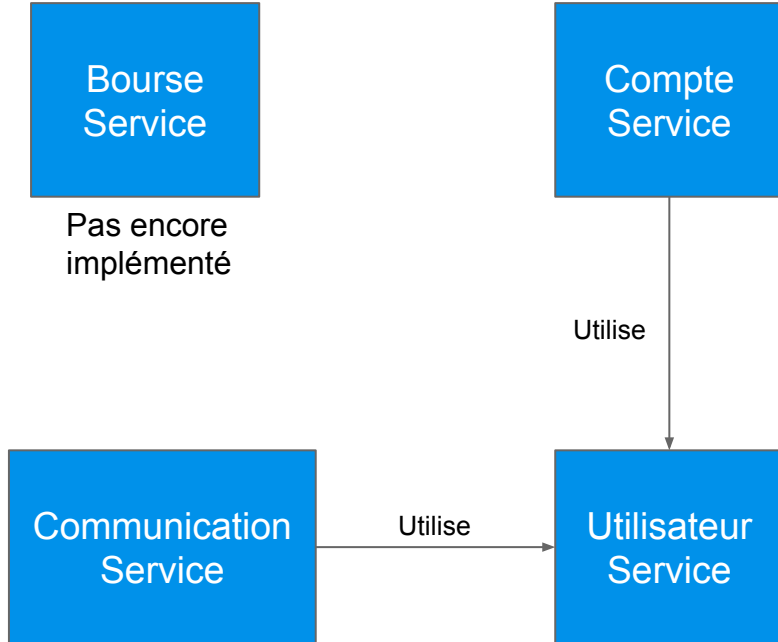 Bourse
Service
Compte
Service
Pas encore
implémenté
Utilise
Communication
Service
Utilise
Utilisateur
Service